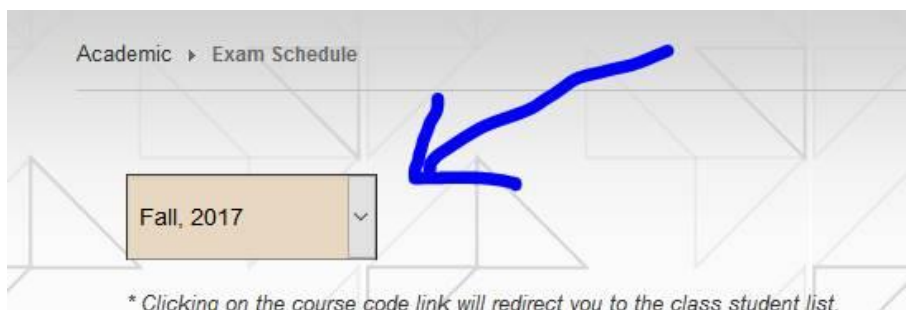 Academic ▸ Exam Schedule
Fall, 2017
* Clicking on the course code link will redirect you to the class student list.